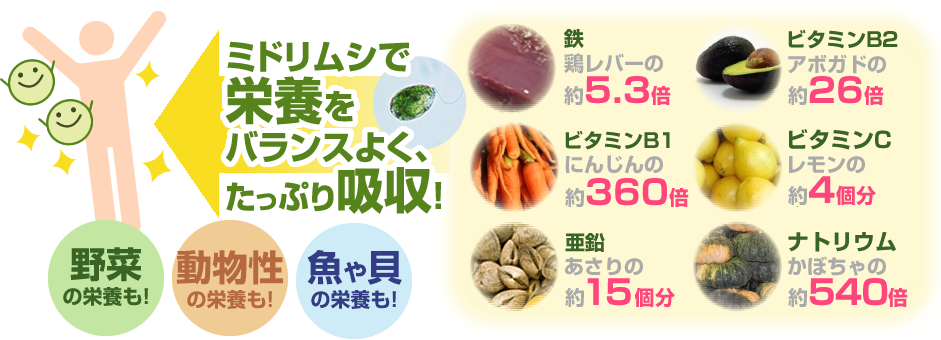 ミドリムシで
栄養を
バランスよく、
たっぷり吸収!
野菜
の栄養も!
動物性
の栄養も!
魚や貝
の栄養も!
鉄
鶏レバーの
約5.3倍
ビタミンB2
アボガドの
約26倍
ビタミンB1
にんじんの
約360倍
ビタミンC
レモンの
約4個分
亜鉛
あさりの
約15個分
ナトリウム
かぼちゃの
約540倍